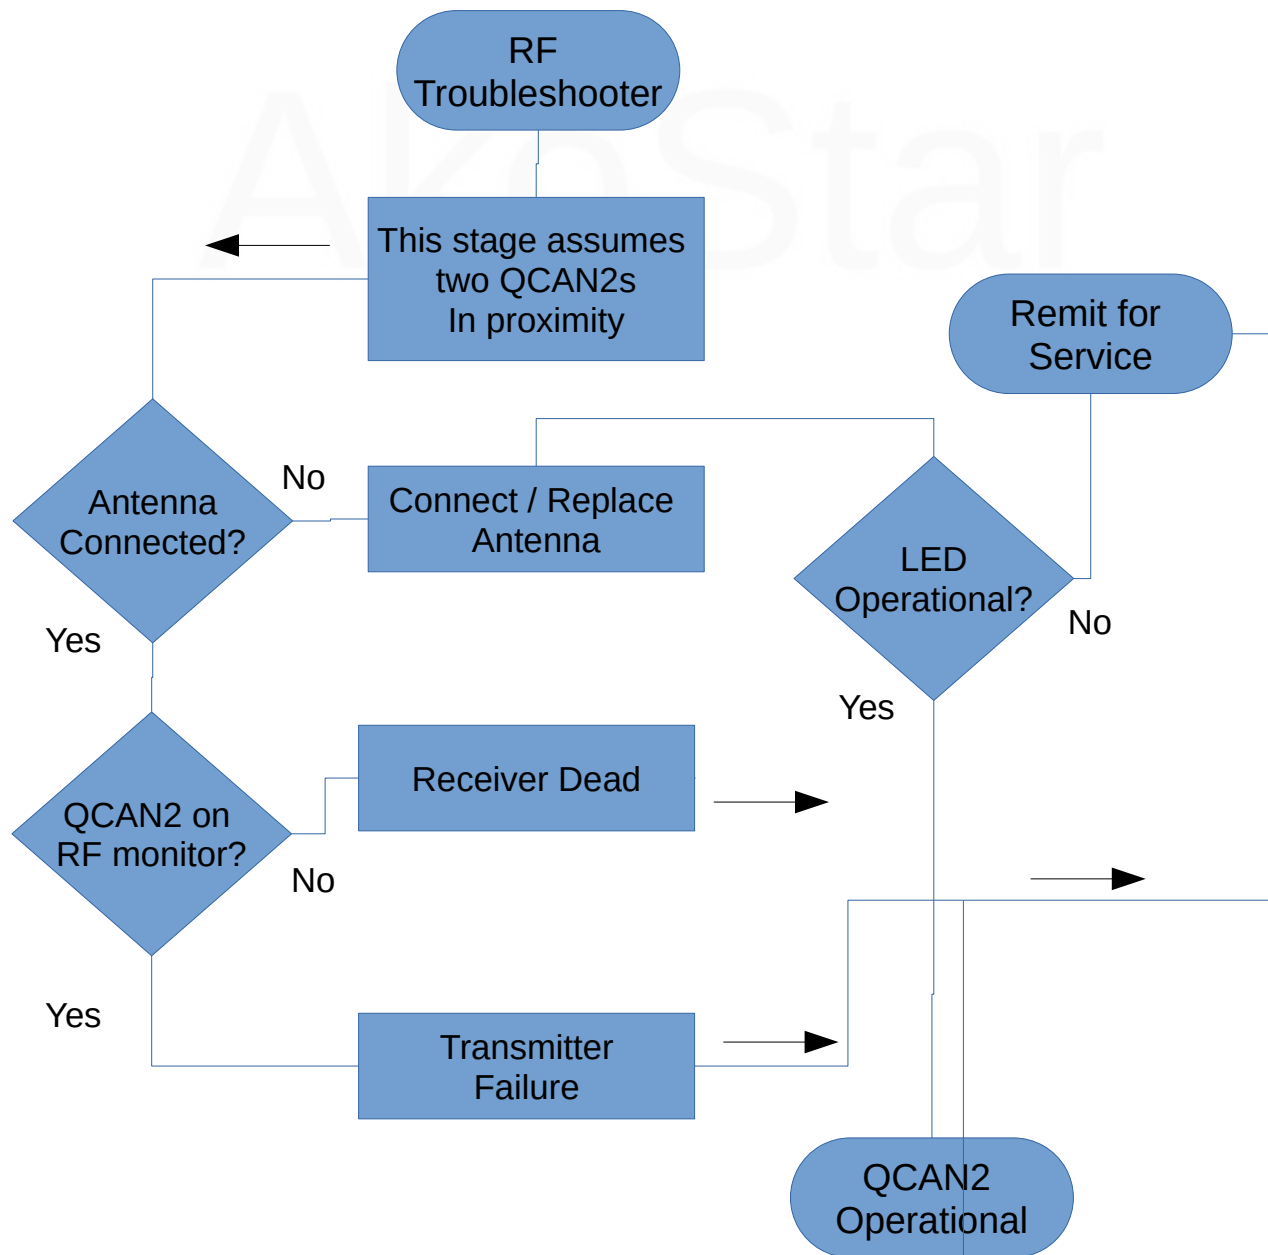 RF
Troubleshooter
AkoStar
This stage assumes
two QCAN2s
In proximity
Remit for
Service
Antenna
Connected?
No
Connect / Replace
Antenna
LED
Operational?
No
Yes
Yes
QCAN2 on
RF monitor?
No
Receiver Dead
Yes
Transmitter
Failure
QCAN2
Operational